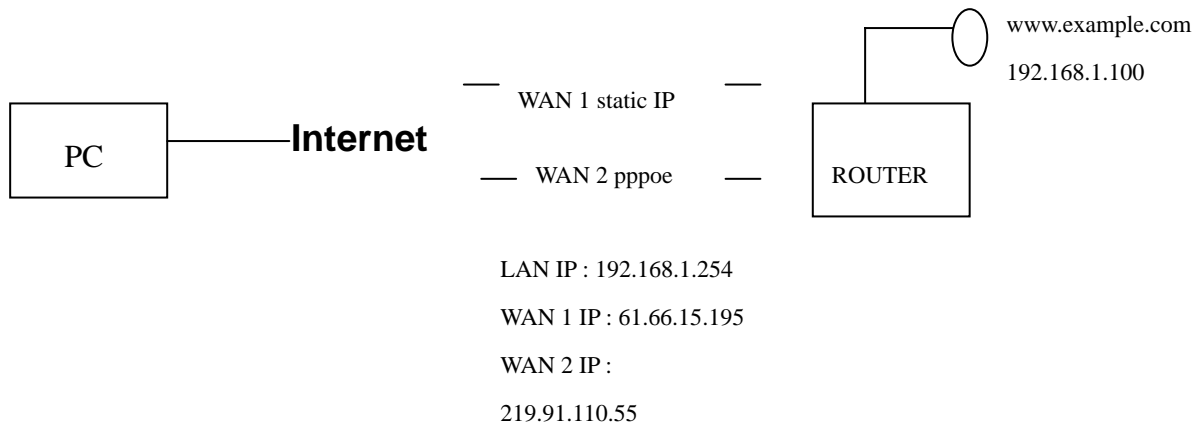 www.example.com
192.168.1.100
WAN 1 static IP
PC
Internet
WAN 2 pppoe
ROUTER
LAN IP : 192.168.1.254
WAN 1 IP : 61.66.15.195
WAN 2 IP :
219.91.110.55